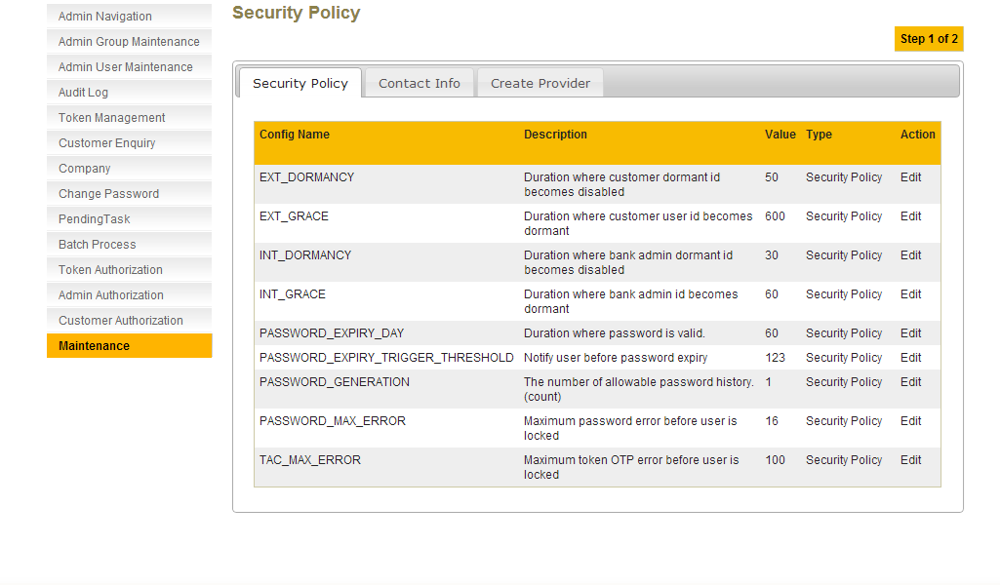 Admin Navigation
Admin Group Maintenance
Admin User Maintenance
Audit Log
Token Management
Customer Enquiry
Company
Change Password
PendingTask
Batch Process
Token Authorization
Admin Authorization
Customer Authorization
Maintenance
Security Policy
Step 1 of 2
Security Policy Contact Info Create Provider
Config Name Description Value Type Action
EXT_DORMANCY Duration where customer dormant id 50 Security Policy Edit
becomes disabled
EXT_GRACE Duration where customer user id becomes 600 Security Policy Edit
dormant
INT_DORMANCY Duration where bank admin dormant id 30 Security Policy Edit
becomes disabled
INT_GRACE Duration where bank admin id becomes 60 Security Policy Edit
dormant
PASSWORD_EXPIRY_DAY Duration where password is valid. 60 Security Policy Edit
PASSWORD_EXPIRY_TRIGGER_THRESHOLD Notify user before password expiry 123 Security Policy Edit
PASSWORD_GENERATION The number of allowable password history. 1 Security Policy Edit
(count)
PASSWORD_MAX_ERROR Maximum password error before user is 16 Security Policy Edit
locked
TAC_MAX_ERROR Maximum token OTP error before user is 100 Security Policy Edit
locked